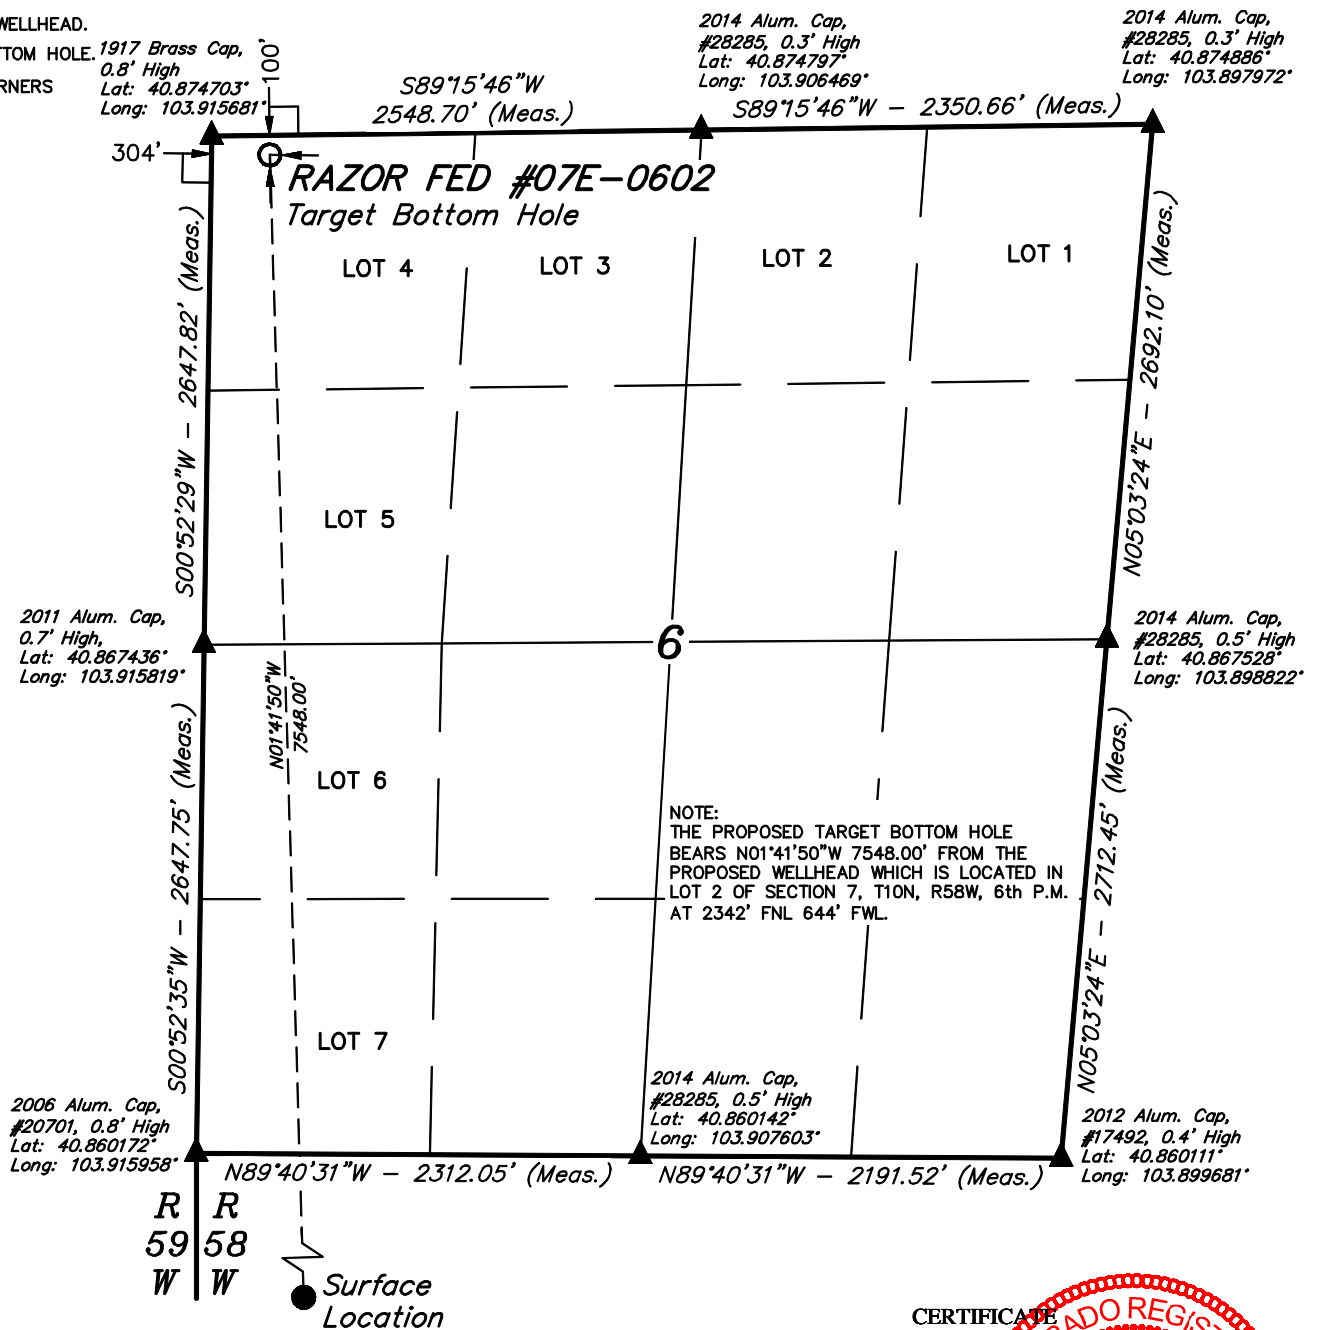 WELLHEAD.
TTOM HOLE.
RNERS
1917 Brass Cap,
0.8' High
Lat: 40.874703°
Long: 103.915681°
100'
304'
S89°15'46"W
2548.70' (Meas.)
2014 Alum. Cap,
#28285, 0.3' High
Lat: 40.874797°
Long: 103.906469°
S89°15'46"W - 2350.66' (Meas.)
2014 Alum. Cap,
#28285, 0.3' High
Lat: 40.874886°
Long: 103.897972°
RAZOR FED #07E-0602
Target Bottom Hole
LOT 4
LOT 3
LOT 2
LOT 1
S00°52'29"W - 2647.82' (Meas.)
N05°03'24"E - 2692.10' (Meas.)
LOT 5
2011 Alum. Cap,
0.7' High,
Lat: 40.867436°
Long: 103.915819°
6
2014 Alum. Cap,
#28285, 0.5' High
Lat: 40.867528°
Long: 103.898822°
N01°41'50"W
7548.00'
LOT 6
S00°52'35"W - 2647.75' (Meas.)
N05°03'24"E - 2712.45' (Meas.)
NOTE:
THE PROPOSED TARGET BOTTOM HOLE
BEARS N01°41'50"W 7548.00' FROM THE
PROPOSED WELLHEAD WHICH IS LOCATED IN
LOT 2 OF SECTION 7, T10N, R58W, 6th P.M.
AT 2342' FNL 644' FWL.
LOT 7
2006 Alum. Cap,
#20701, 0.8' High
Lat: 40.860172°
Long: 103.915958°
2014 Alum. Cap,
#28285, 0.5' High
Lat: 40.860142°
Long: 103.907603°
2012 Alum. Cap,
#17492, 0.4' High
Lat: 40.860111°
Long: 103.899681°
N89°40'31"W - 2312.05' (Meas.)
N89°40'31"W - 2191.52' (Meas.)
R R
59 58
W W
Surface
Location
CERTIFICATE
ADO REGIS